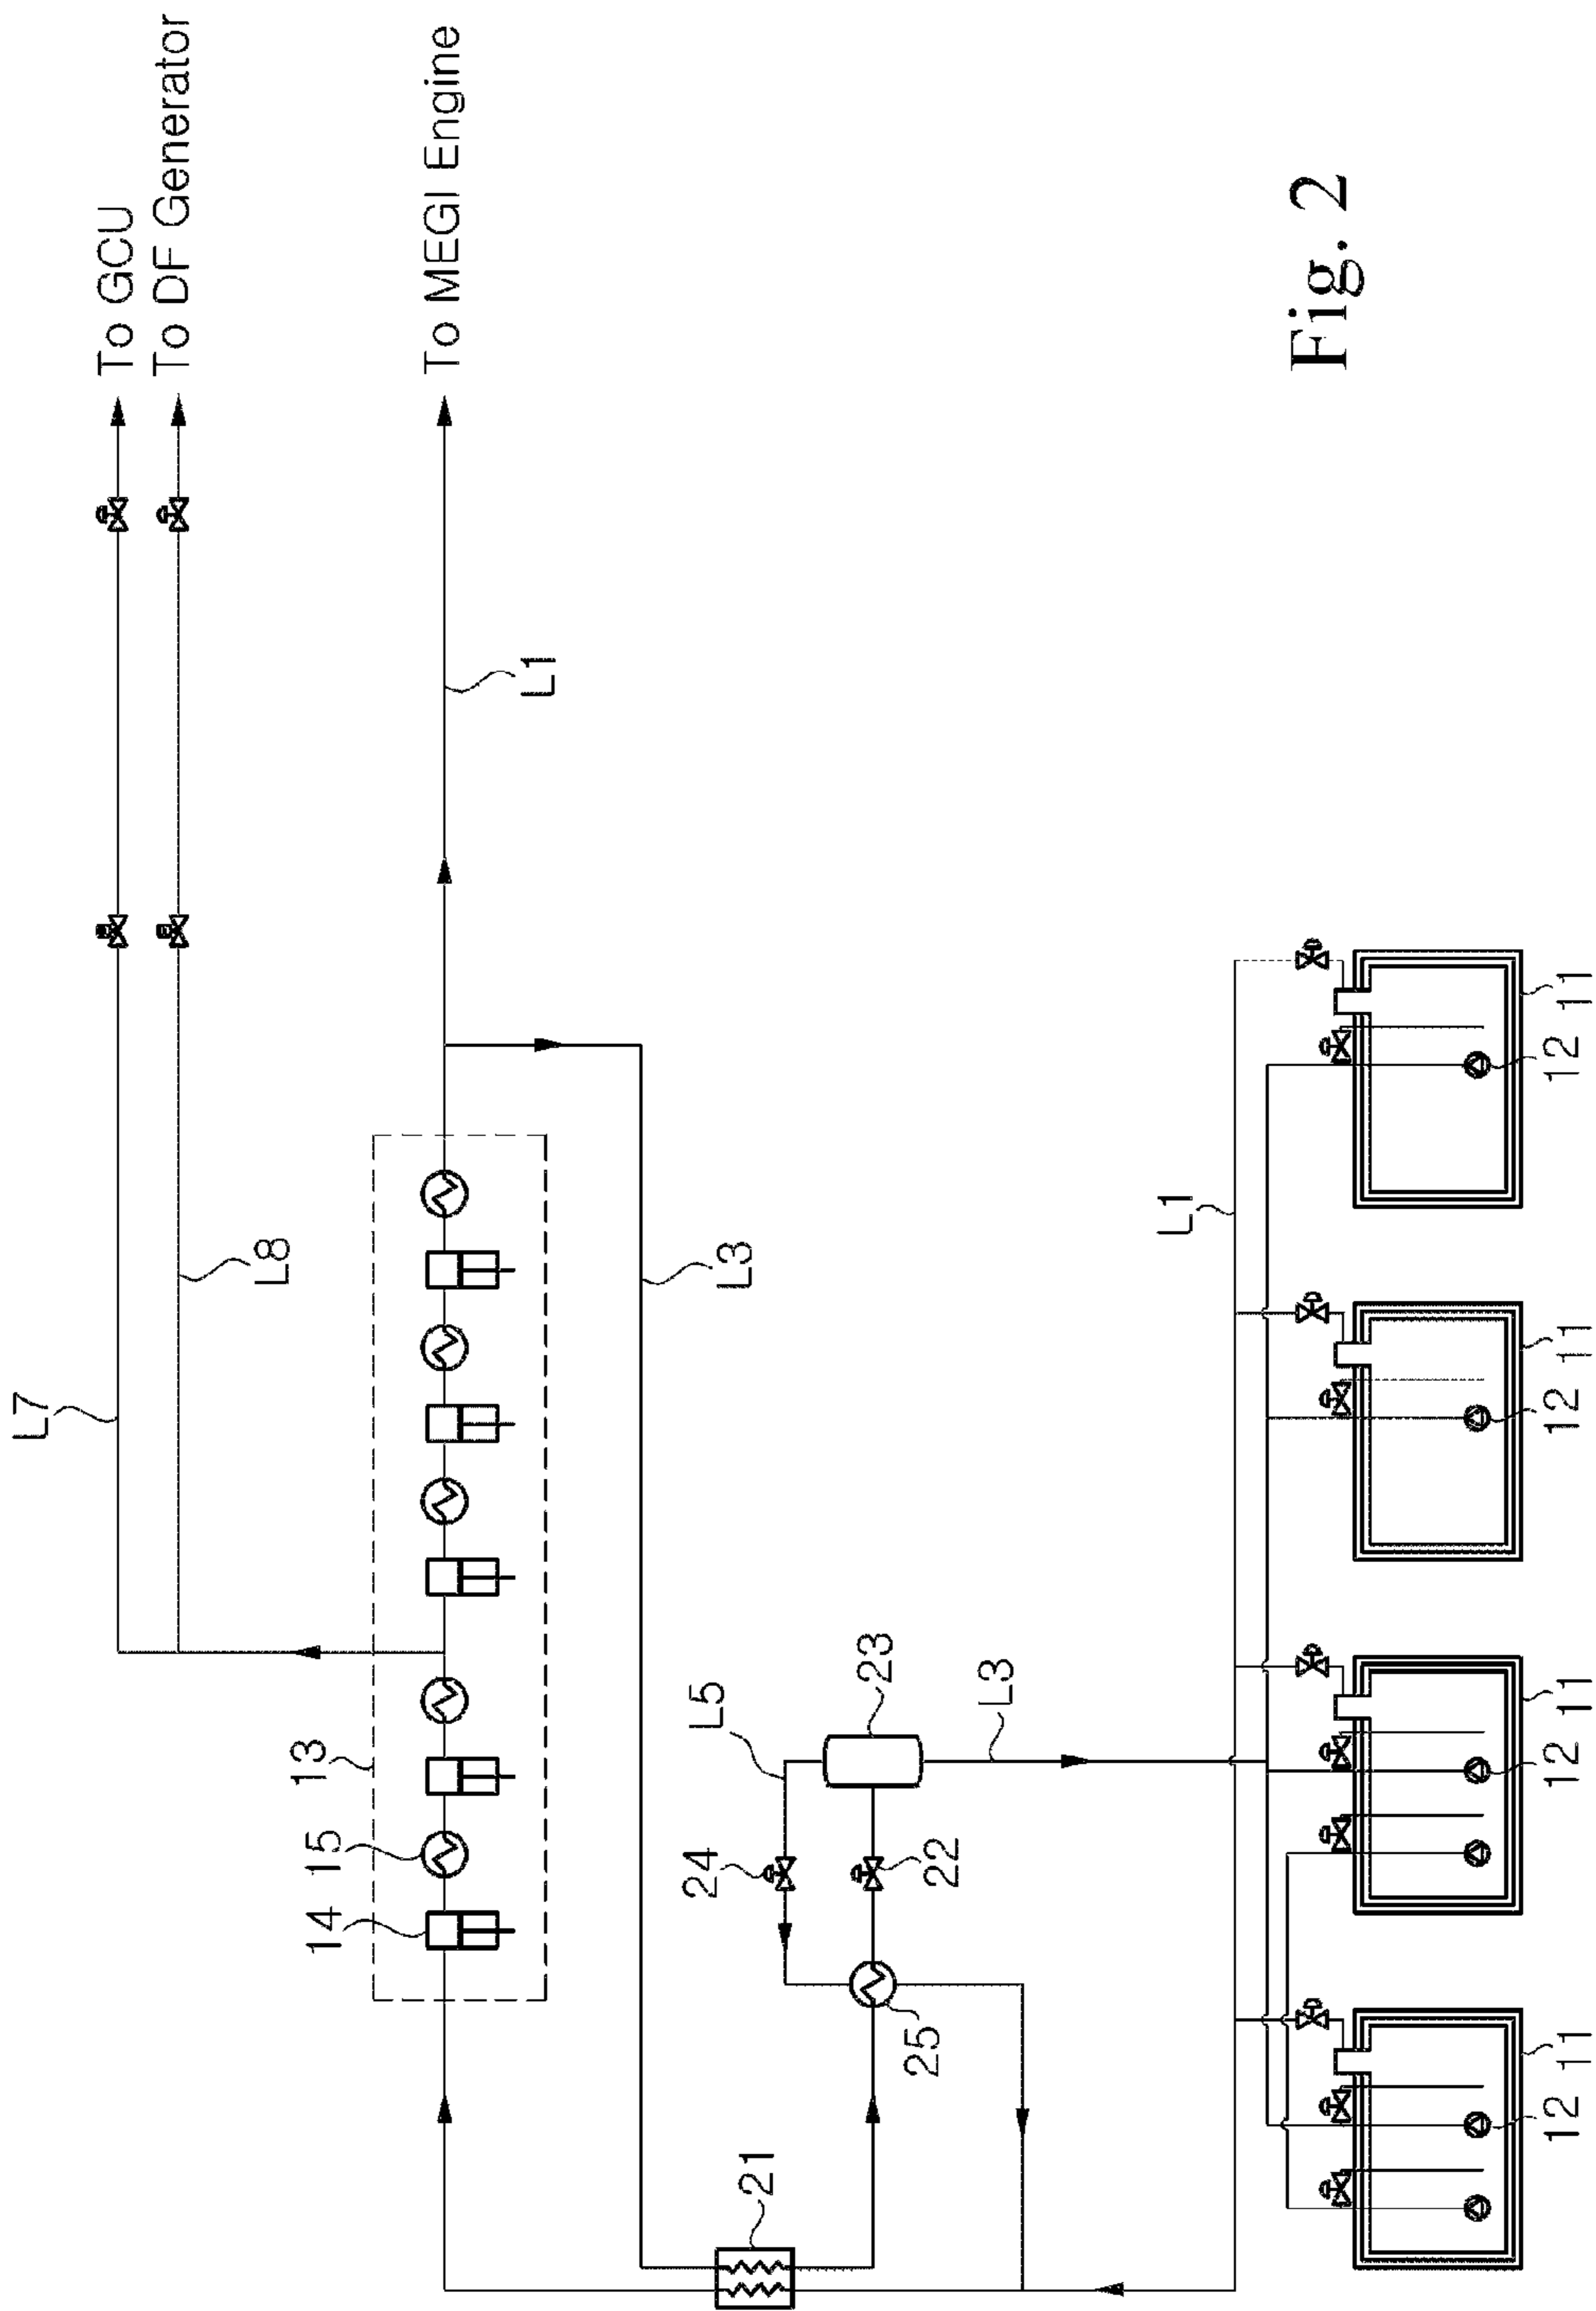 L7
To GCU
To DF Generator
L8
13
14
15
To MEGI Engine
L1
L3
24
L5
21
23
25
22
L3
L1
11
12
11
12
11
12
11
12
Fig. 2